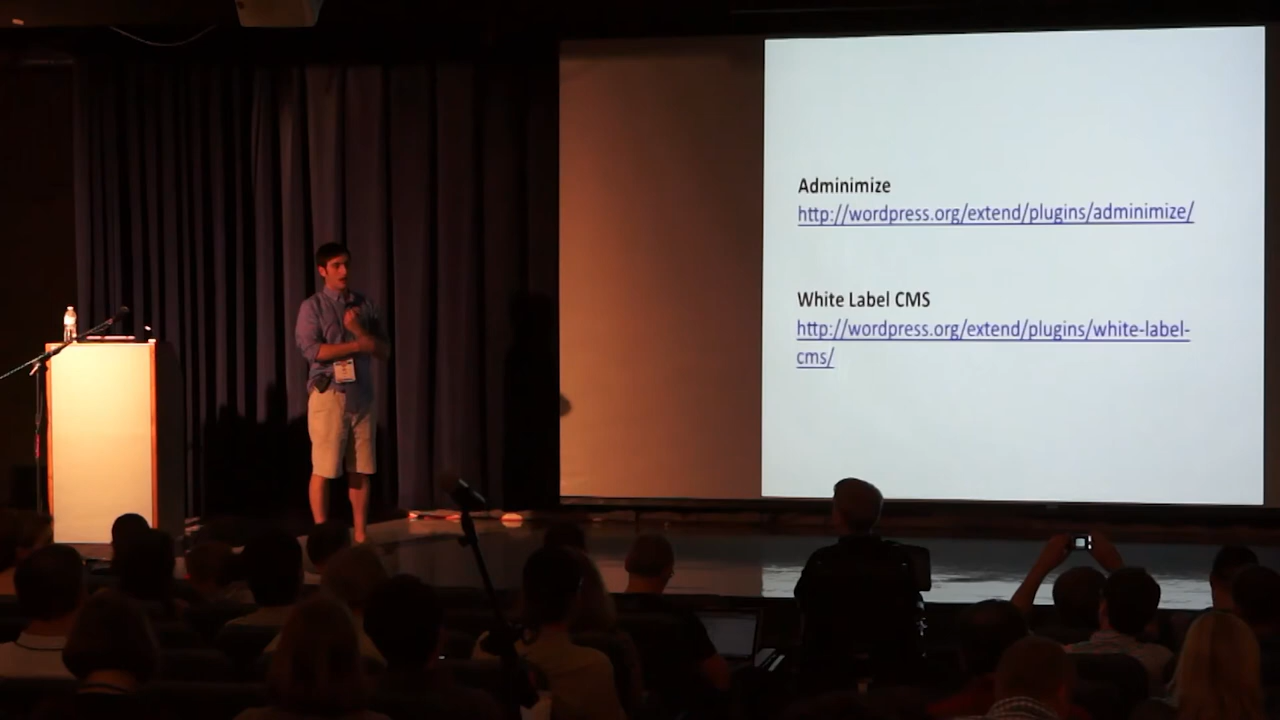 Adminimize
http://wordpress.org/extend/plugins/adminimize/
White Label CMS
http://wordpress.org/extend/plugins/white-label-
cms/